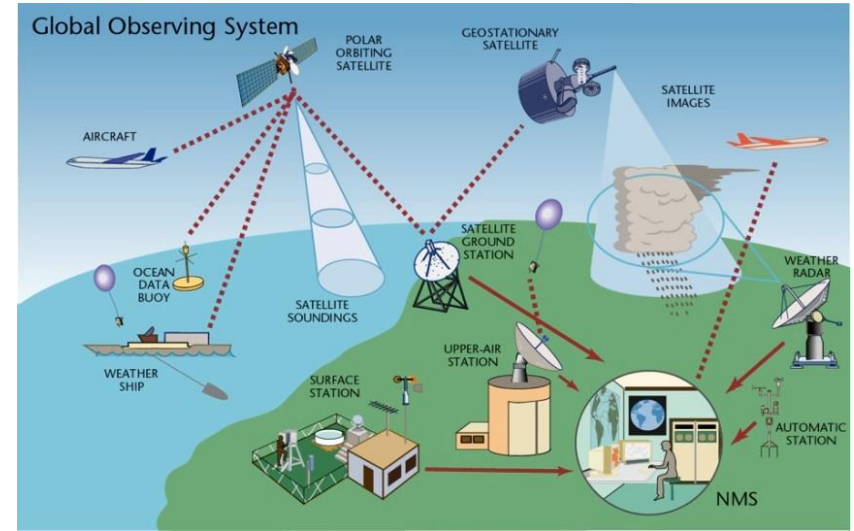 Global Observing System
POLAR
ORBITING
SATELLITE
GEOSTATIONARY
SATELLITE
SATELLITE
IMAGES
AIRCRAFT
OCEAN
DATA
BUOY
SATELLITE
SOUNDINGS
SATELLITE
GROUND
STATION
WEATHER
RADAR
WEATHER
SHIP
UPPER-AIR
STATION
SURFACE
STATION
AUTOMATIC
STATION
NMS